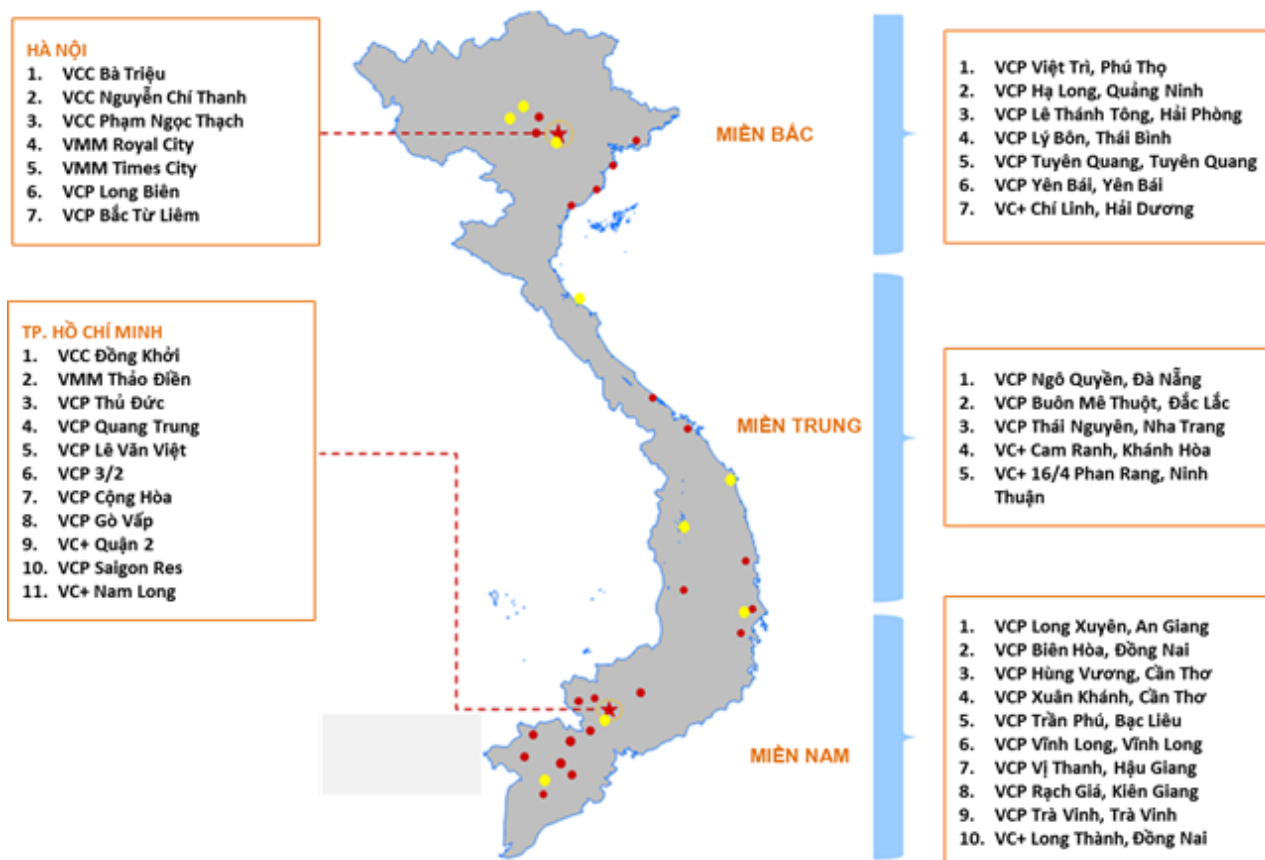 HÀ NỘI
1. VCC Bà Triệu
2. VCC Nguyễn Chí Thanh
3. VCC Phạm Ngọc Thạch
4. VMM Royal City
5. VMM Times City
6. VCP Long Biên
7. VCP Bắc Từ Liêm
TP. HỒ CHÍ MINH
1. VCC Đồng Khởi
2. VMM Thảo Điền
3. VCP Thủ Đức
4. VCP Quang Trung
5. VCP Lê Văn Việt
6. VCP 3/2
7. VCP Cộng Hòa
8. VCP Gò Vấp
9. VC+ Quận 2
10. VCP Saigon Res
11. VC+ Nam Long
MIỀN BẮC
1. VCP Việt Trì, Phú Thọ
2. VCP Hạ Long, Quảng Ninh
3. VCP Lê Thánh Tông, Hải Phòng
4. VCP Lý Bôn, Thái Bình
5. VCP Tuyên Quang, Tuyên Quang
6. VCP Yên Bái, Yên Bái
7. VC+ Chí Linh, Hải Dương
MIỀN TRUNG
1. VCP Ngô Quyền, Đà Nẵng
2. VCP Buôn Mê Thuột, Đắc Lắc
3. VCP Thái Nguyên, Nha Trang
4. VC+ Cam Ranh, Khánh Hòa
5. VC+ 16/4 Phan Rang, Ninh
Thuận
MIỀN NAM
1. VCP Long Xuyên, An Giang
2. VCP Biên Hòa, Đồng Nai
3. VCP Hùng Vương, Cần Thơ
4. VCP Xuân Khánh, Cần Thơ
5. VCP Trần Phú, Bạc Liêu
6. VCP Vĩnh Long, Vĩnh Long
7. VCP Vị Thanh, Hậu Giang
8. VCP Rạch Giá, Kiên Giang
9. VCP Trà Vinh, Trà Vinh
10. VC+ Long Thành, Đồng Nai